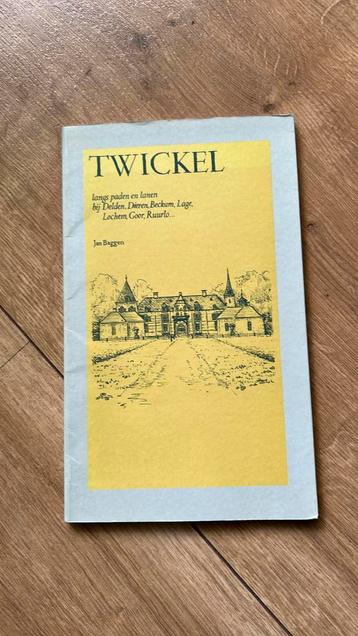 TWICKEL
langs paden en lanen
bij Delden, Dieren, Beckum, Lage,
Lochem, Goor, Ruurlo...
Jan Baggen